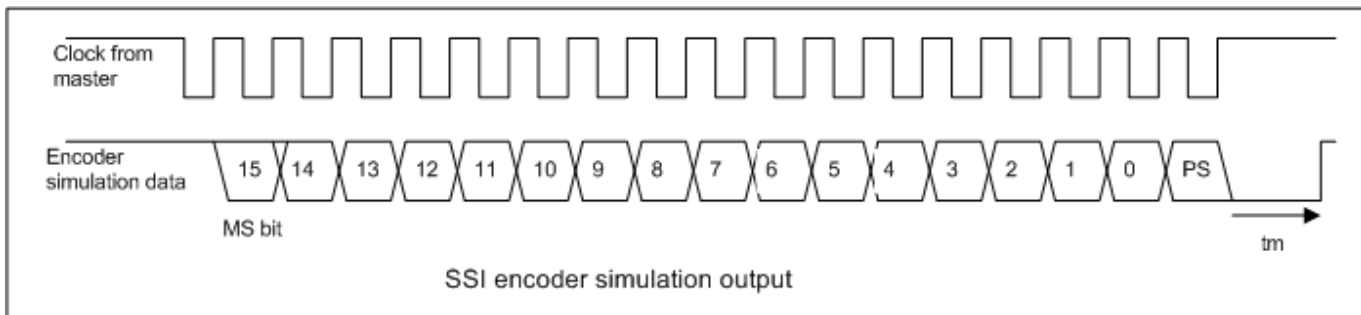 Clock from
master
Encoder
simulation data
15 14 13 12 11 10 9 8 7 6 5 4 3 2 1 0 PS
MS bit
tm
SSI encoder simulation output